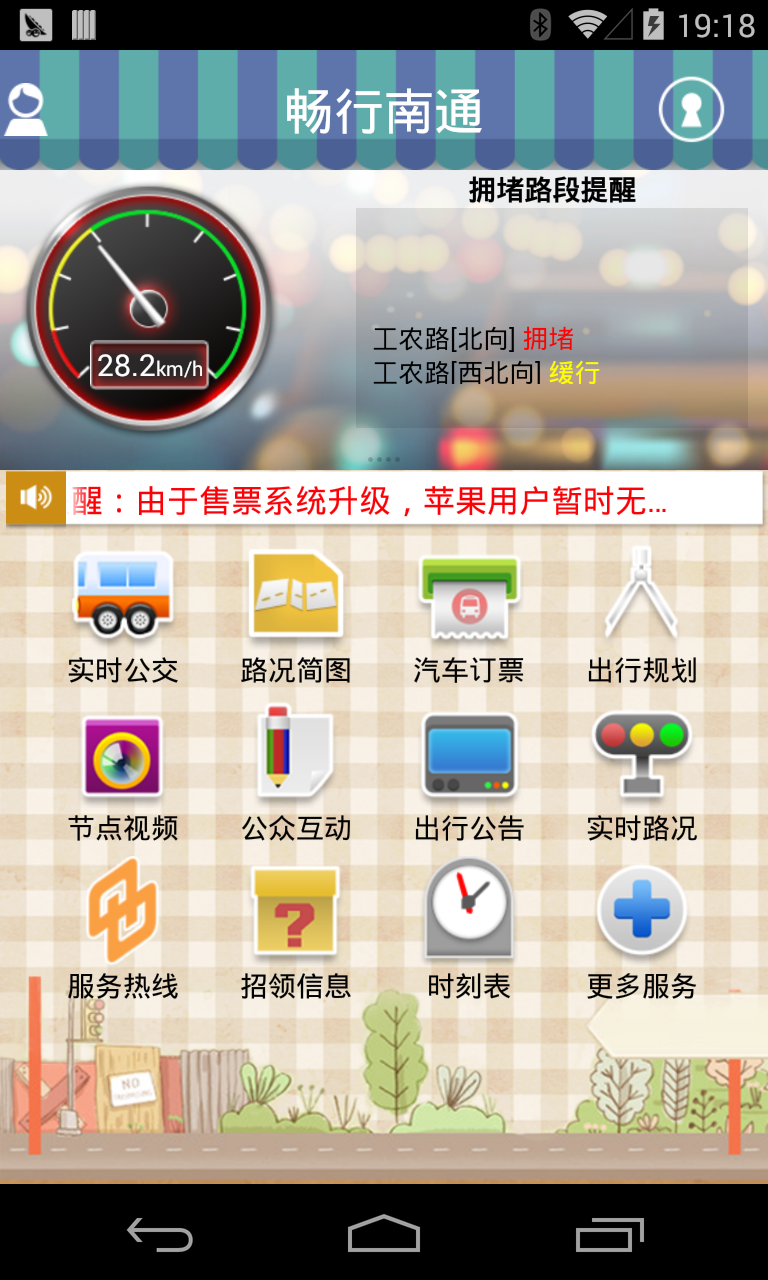 19:18
畅行南通
拥堵路段提醒
工农路[北向] 拥堵
工农路[西北向] 缓行
28.2km/h
醒：由于售票系统升级，苹果用户暂时无...
实时公交 路况简图 汽车订票 出行规划
节点视频 公众互动 出行公告 实时路况
服务热线 招领信息 时刻表 更多服务
NO